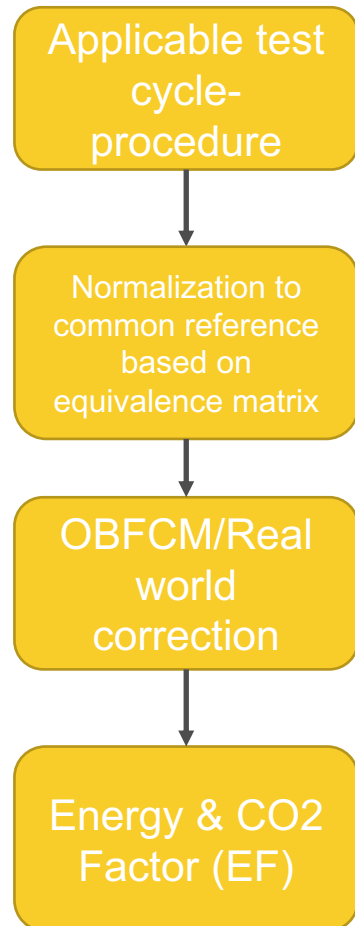 Applicable test
cycle-
procedure
Normalization to
common reference
based on
equivalence matrix
OBFCM/Real
world
correction
Energy & CO2
Factor (EF)